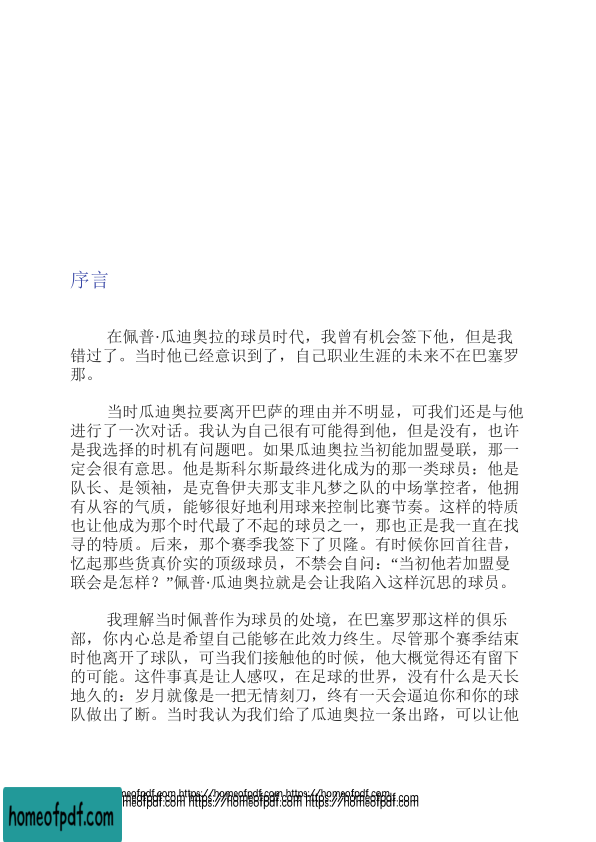 序言
在佩普·瓜迪奥拉的球员时代，我曾有机会签下他，但是我
错过了。当时他已经意识到了，自己职业生涯的未来不在巴塞罗
那。
当时瓜迪奥拉要离开巴萨的理由并不明显，可我们还是与他
进行了一次对话。我认为自己很有可能得到他，但是没有，也许
是我选择的时机有问题吧。如果瓜迪奥拉当初能加盟曼联，那一
定会很有意思。他是斯科尔斯最终进化成为的那一类球员：他是
队长、是领袖，是克鲁伊夫那支非凡梦之队的中场掌控者，他拥
有从容的气质，能够很好地利用球来控制比赛节奏。这样的特质
也让他成为那个时代最了不起的球员之一，那也正是我一直在找
寻的特质。后来，那个赛季我签下了贝隆。有时候你回首往昔，
忆起那些货真价实的顶级球员，不禁会自问：“当初他若加盟曼
联会是怎样？”佩普·瓜迪奥拉就是会让我陷入这样沉思的球员。
我理解当时佩普作为球员的处境，在巴塞罗那这样的俱乐
部，你内心总是希望自己能够在此效力终生。尽管那个赛季结束
时他离开了球队，可当我们接触他的时候，他大概觉得还有留下
的可能。这件事真是让人感叹，在足球的世界，没有什么是天长
地久的：岁月就像是一把无情刻刀，终有一天会逼迫你和你的球
队做出了断。当时我认为我们给了瓜迪奥拉一条出路，可以让他
homeofpdf.com https://homeofpdf.com https://homeofpdf.com
homeofpdf.com https://homeofpdf.com https://homeofpdf.com
homeofpdf.com